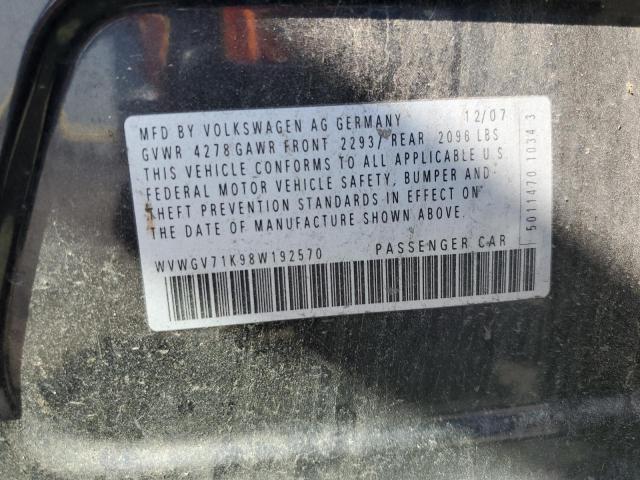 MFD BY VOLKSWAGEN AG GERMANY 12/07
GVWR 4278 GAWR FRONT 2293/ REAR 2098 LBS
THIS VEHICLE CONFORMS TO ALL APPLICABLE U.S
FEDERAL MOTOR VEHICLE SAFETY, BUMPER AND
THEFT PREVENTION STANDARDS IN EFFECT ON
THE DATE OF MANUFACTURE SHOWN ABOVE.
WVWGV71K98W192570 PASSENGER CAR
5011470 1034 3